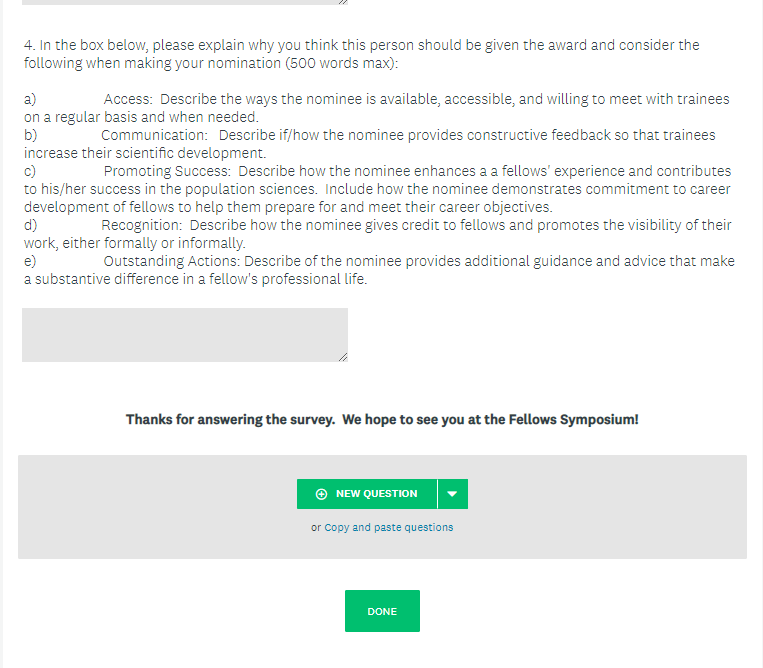 4. In the box below, please explain why you think this person should be given the award and consider the
following when making your nomination (500 words max):
a) Access: Describe the ways the nominee is available, accessible, and willing to meet with trainees
on a regular basis and when needed.
b) Communication: Describe if/how the nominee provides constructive feedback so that trainees
increase their scientific development.
c) Promoting Success: Describe how the nominee enhances a a fellows' experience and contributes
to his/her success in the population sciences. Include how the nominee demonstrates commitment to career
development of fellows to help them prepare for and meet their career objectives.
d) Recognition: Describe how the nominee gives credit to fellows and promotes the visibility of their
work, either formally or informally.
e) Outstanding Actions: Describe of the nominee provides additional guidance and advice that make
a substantive difference in a fellow's professional life.
Thanks for answering the survey. We hope to see you at the Fellows Symposium!
NEW QUESTION
or Copy and paste questions
DONE